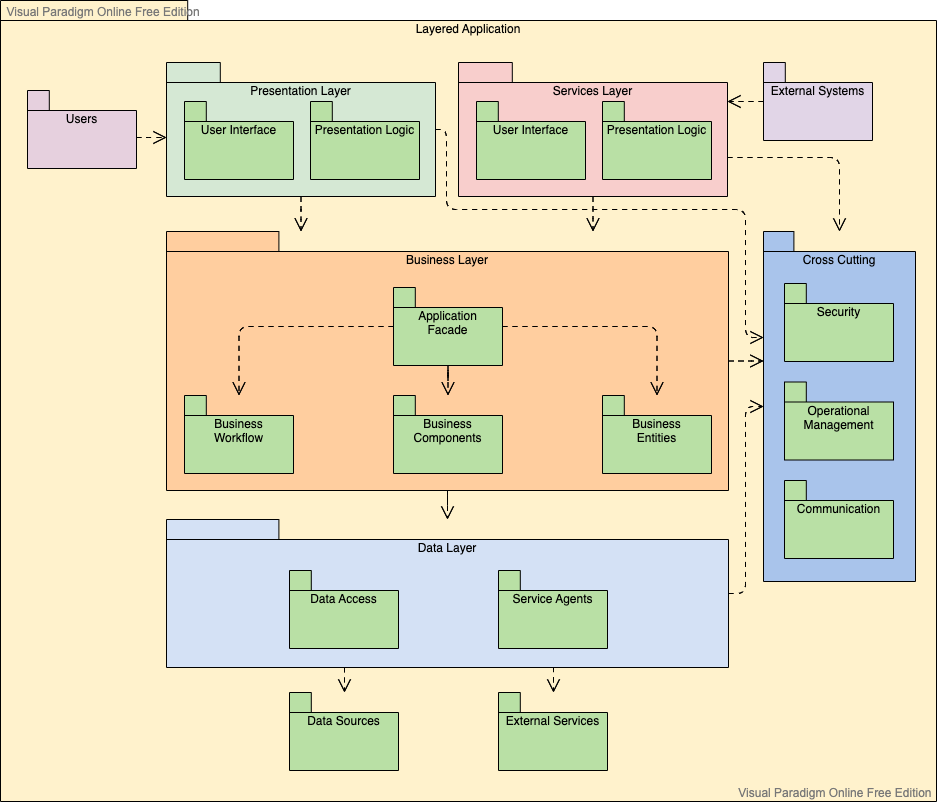 Visual Paradigm Online Free Edition
Layered Application
Users
Presentation Layer
User Interface
Presentation Logic
Services Layer
User Interface
Presentation Logic
External Systems
Business Layer
Application
Facade
Business
Workflow
Business
Components
Business
Entities
Cross Cutting
Security
Operational
Management
Communication
Data Layer
Data Access
Service Agents
Data Sources
External Services
Visual Paradigm Online Free Edition